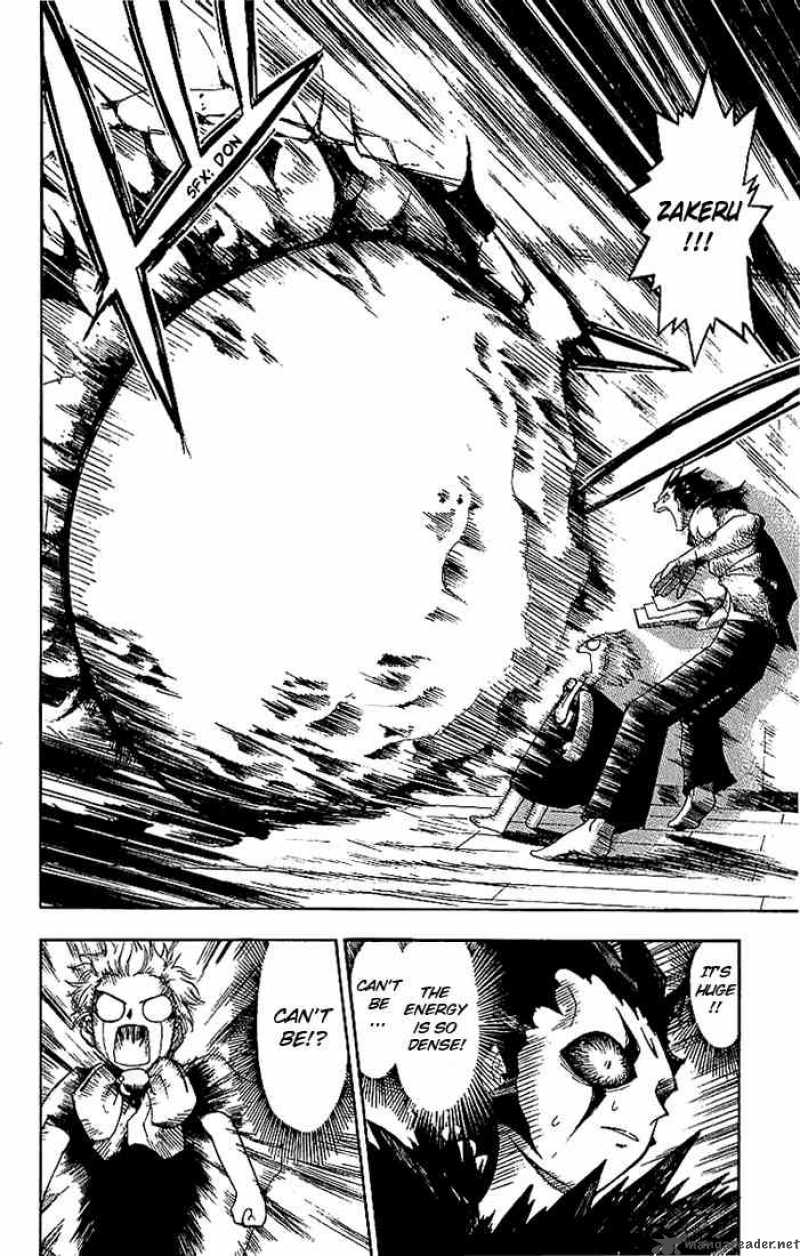 ZAKERU
!!!
SFX: DON
IT'S
HUGE
!!
THE
ENERGY
IS SO
DENSE!
CAN'T
BE
...
CAN'T
BE!?
mangareader.net